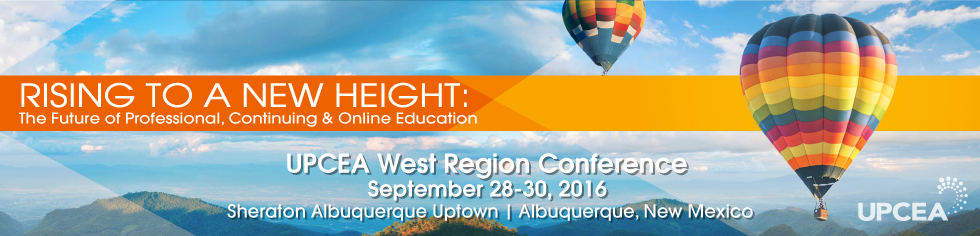 RISING TO A NEW HEIGHT:
The Future of Professional, Continuing & Online Education
UPCEA West Region Conference
September 28-30, 2016
Sheraton Albuquerque Uptown | Albuquerque, New Mexico
UPCEA